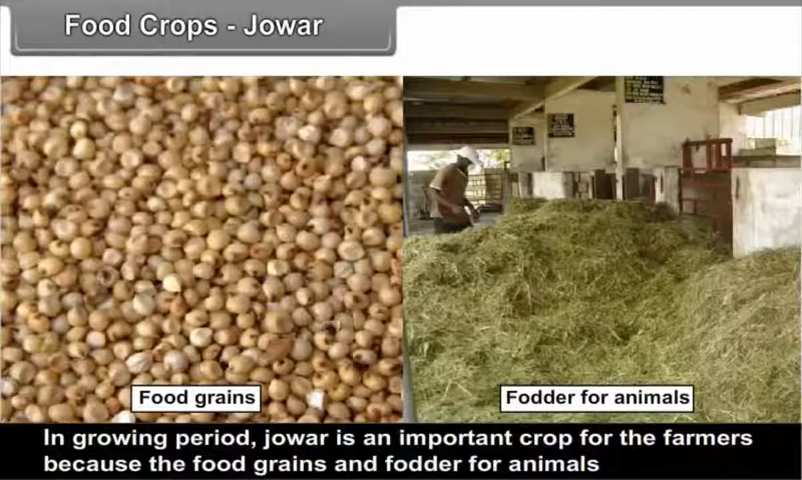 Food Crops - Jowar
Food grains
Fodder for animals
In growing period, jowar is an important crop for the farmers
because the food grains and fodder for animals